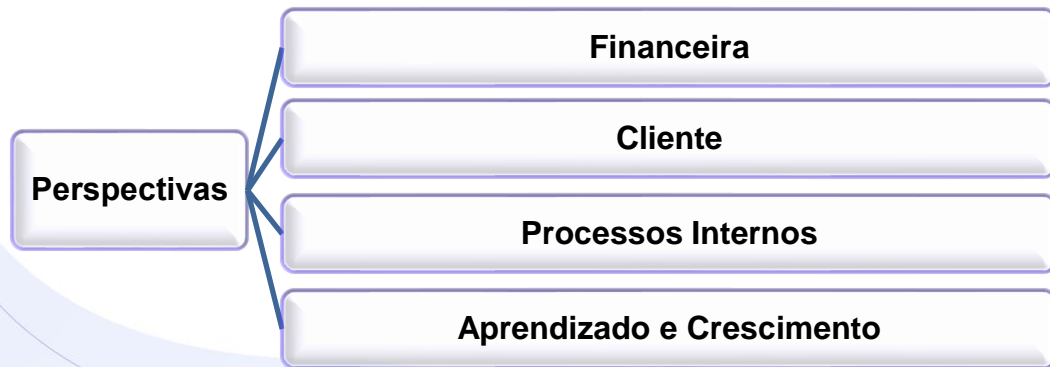 Financeira
Cliente
Perspectivas
Processos Internos
Aprendizado e Crescimento